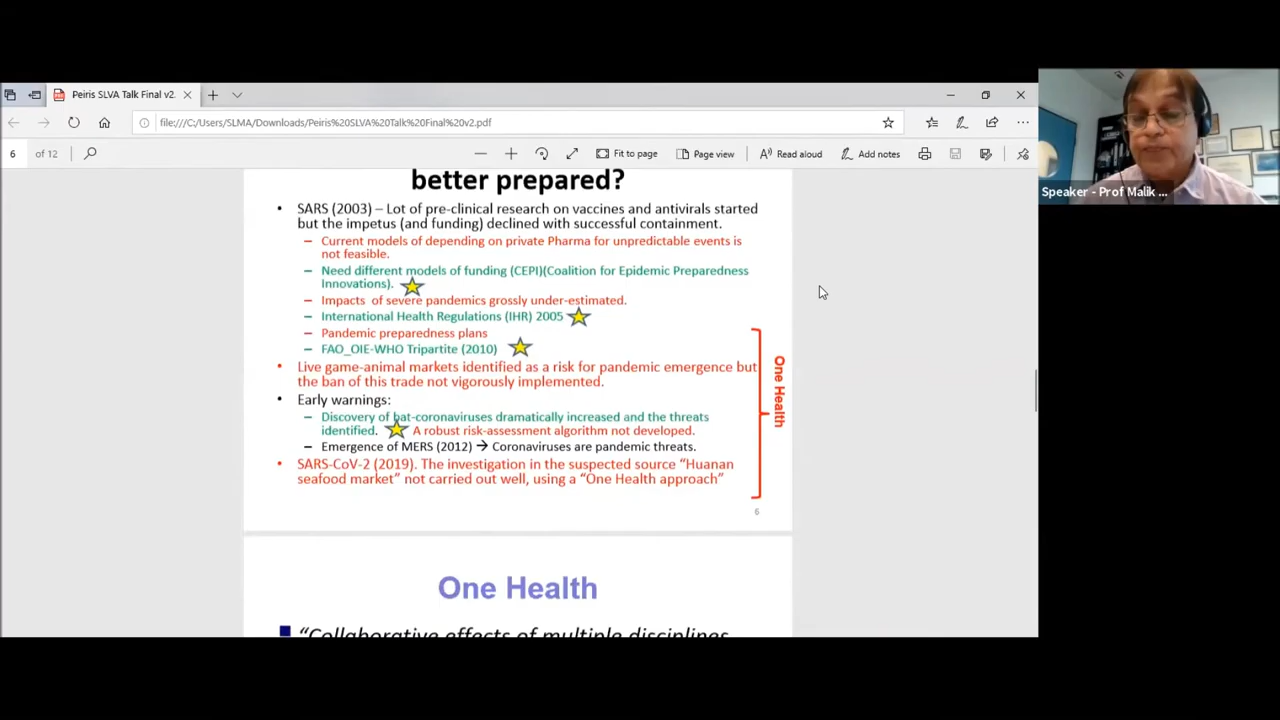 Peiris SLVA Talk Final v2.
file:///C:/Users/SLMA/Downloads/Peiris%20SLVA%20Talk%20Final%20v2.pdf
6 of 12
Fit to page
Page view
Read aloud
Add notes
Speaker - Prof Malik ...
better prepared?
• SARS (2003) – Lot of pre-clinical research on vaccines and antivirals started
but the impetus (and funding) declined with successful containment.
– Current models of depending on private Pharma for unpredictable events is
not feasible.
– Need different models of funding (CEPI)(Coalition for Epidemic Preparedness
Innovations).
– Impacts of severe pandemics grossly under-estimated.
– International Health Regulations (IHR) 2005
– Pandemic preparedness plans
– FAO_OIE-WHO Tripartite (2010)
• Live game-animal markets identified as a risk for pandemic emergence but
the ban of this trade not vigorously implemented.
• Early warnings:
– Discovery of bat-coronaviruses dramatically increased and the threats
identified. A robust risk-assessment algorithm not developed.
– Emergence of MERS (2012) → Coronaviruses are pandemic threats.
• SARS-CoV-2 (2019). The investigation in the suspected source “Huanan
seafood market” not carried out well, using a “One Health approach”
One Health
6
One Health
“Collaborative effects of multiple disciplines